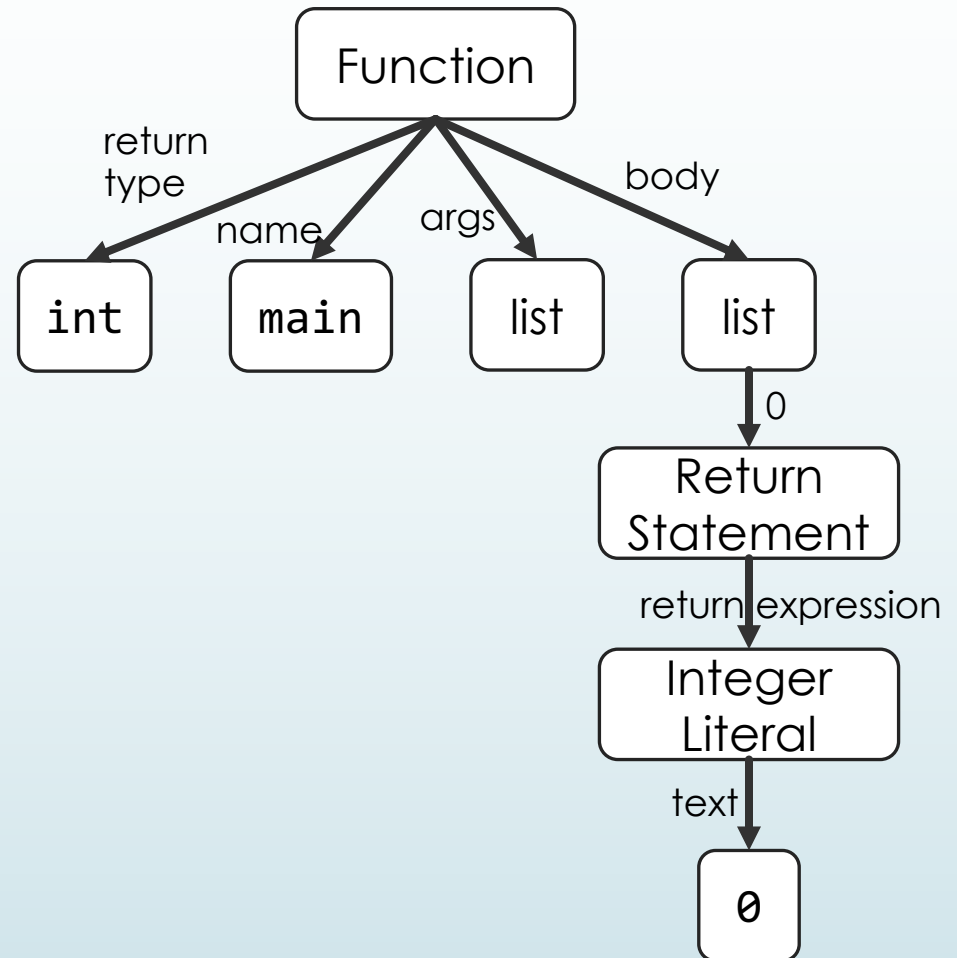 Function
return
type
name
args
body
int
main
list
list
0
Return
Statement
return expression
Integer
Literal
text
0